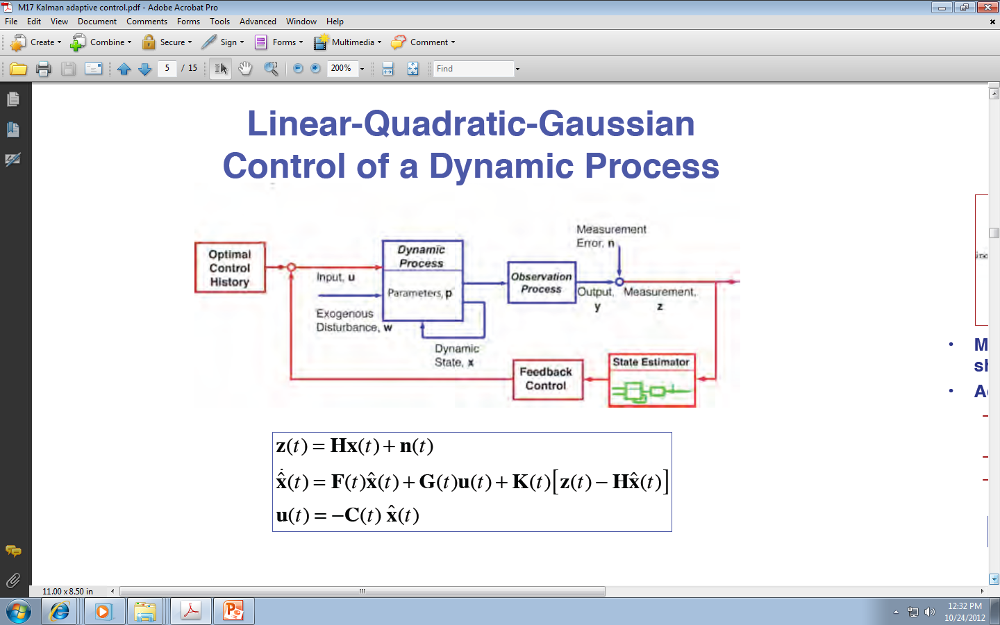 M17 Kalman adaptive control.pdf - Adobe Acrobat Pro
File Edit View Document Comments Forms Tools Advanced Window Help
Create Combine Secure Sign Forms Multimedia Comment
5 / 15 200% Find
Linear-Quadratic-Gaussian
Control of a Dynamic Process
Optimal
Control
History
Input, u
Exogenous
Disturbance, w
Dynamic
Process
Parameters, p
Dynamic
State, x
Observation
Process
Measurement
Error, n
Output,
y
Measurement,
z
Feedback
Control
State Estimator
z(t) = Hx(t) + n(t)
x̂̇(t) = F(t)x̂(t) + G(t)u(t) + K(t)[z(t) − Hx̂(t)]
u(t) = −C(t) x̂(t)
• M
sh
• A
11.00 x 8.50 in
12:32 PM
10/24/2012